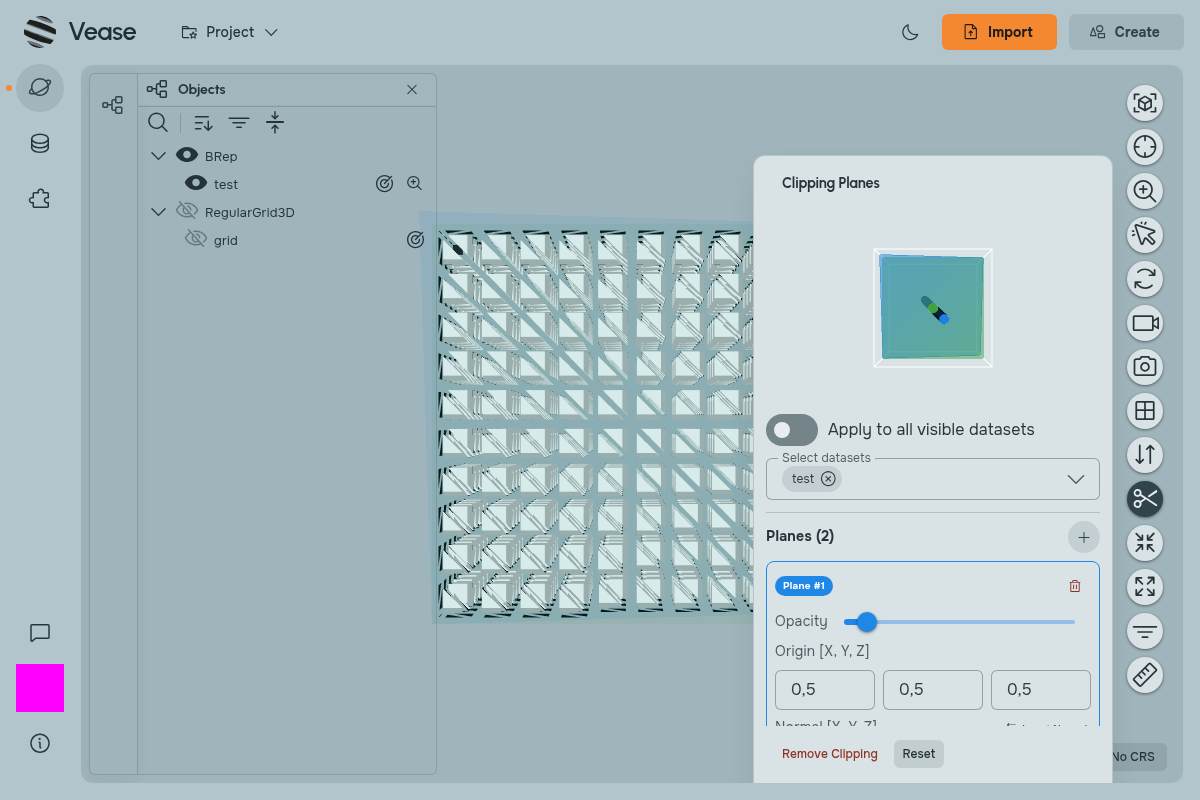 Vease
Project
Import
Create
Objects
BRep
test
RegularGrid3D
grid
Clipping Planes
Apply to all visible datasets
Select datasets
test
Planes (2)
Plane #1
Opacity
Origin [X, Y, Z]
0,5 0,5 0,5
Normal [X, Y, Z]
Remove Clipping
Reset
No CRS